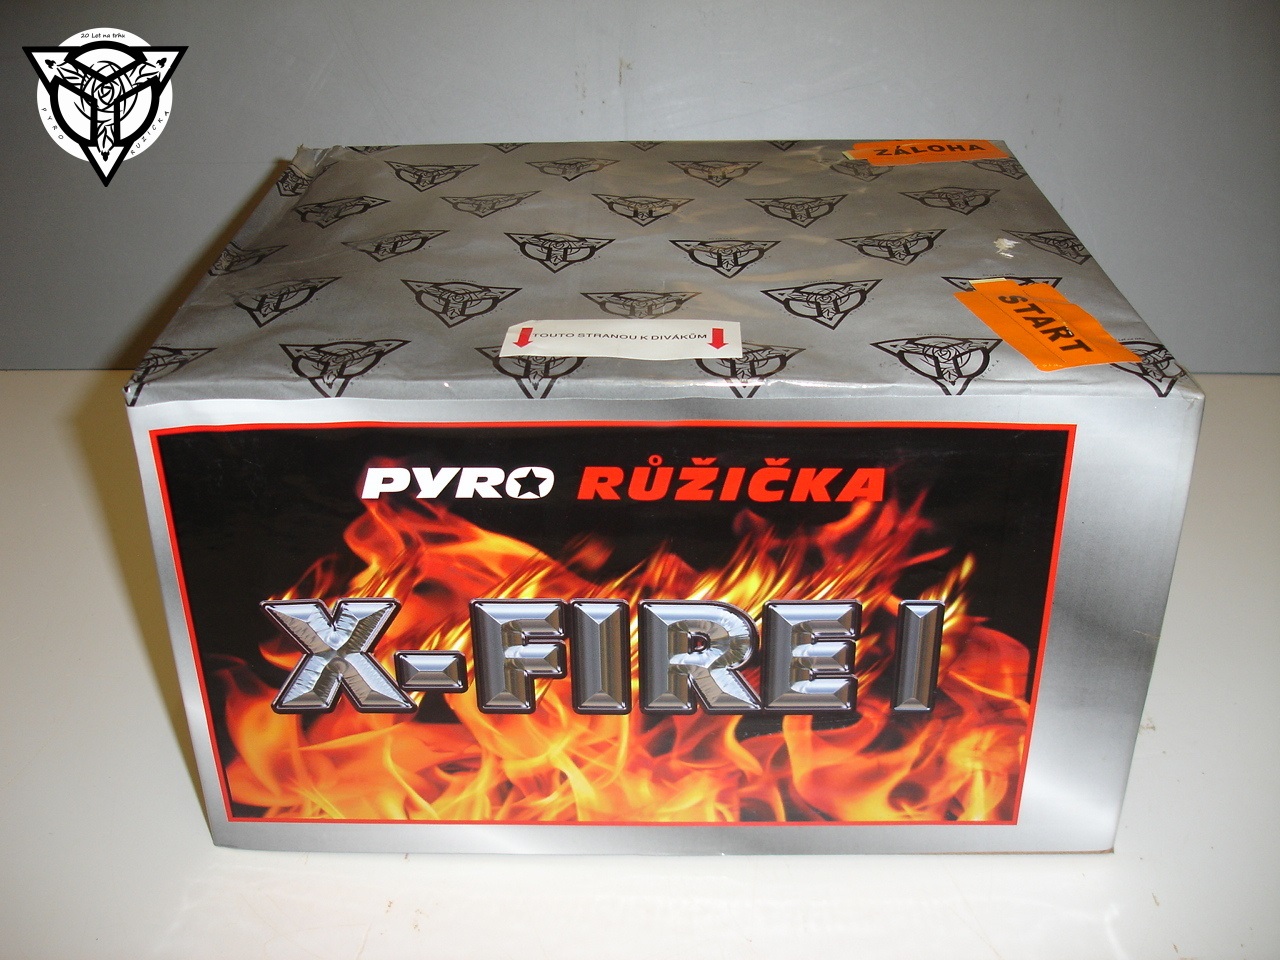 20 Let na trhu
PYRO RŮŽIČKA
ZÁLOHA
START
TOUTO STRANOU K DIVÁKŮM
PYRO RŮŽIČKA
X-FIRE I